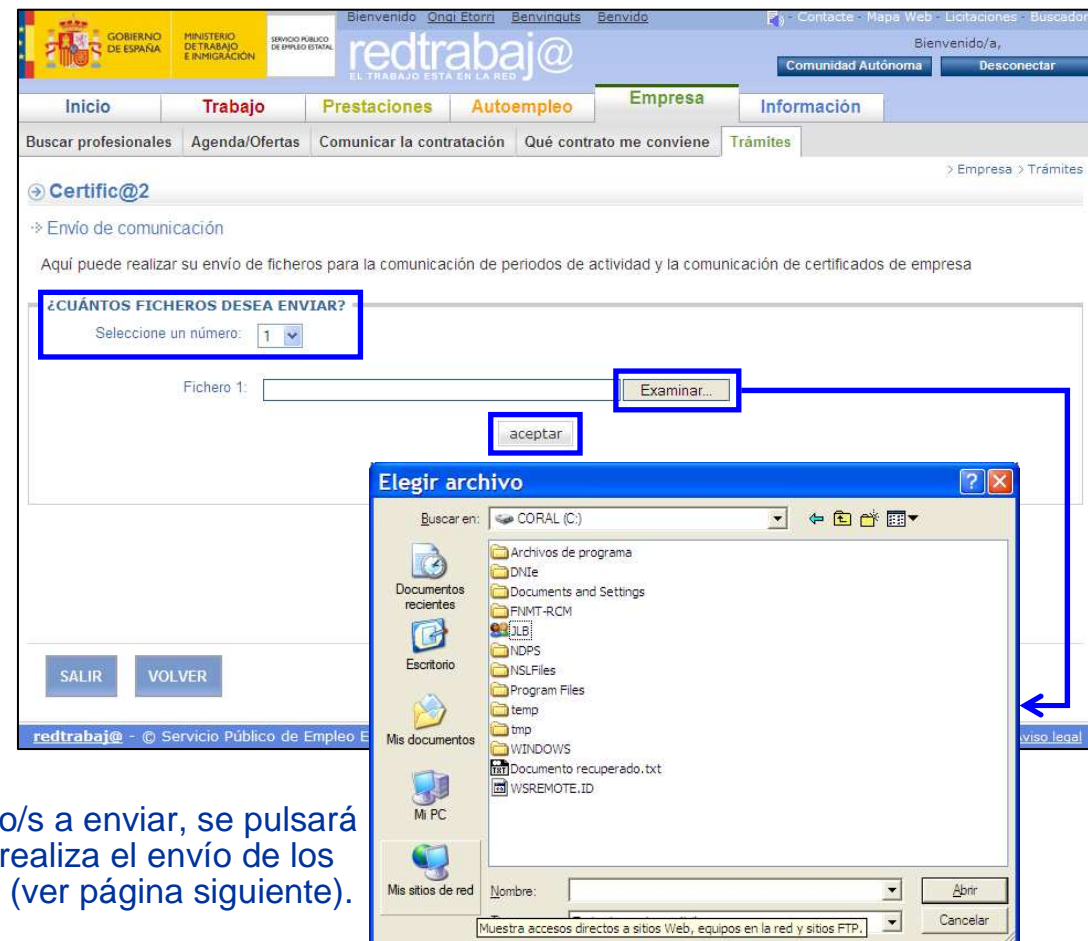 Bienvenido Ongi Etorri Benvinguts Benvido
- Contacte - Mapa Web - Licitaciones - Buscador
GOBIERNO DE ESPAÑA
MINISTERIO DE TRABAJO E INMIGRACIÓN
SERVICIO PÚBLICO DE EMPLEO ESTATAL
redtrabaj@
EL TRABAJO ESTA EN LA RED
Bienvenido/a,
Comunidad Autónoma Desconectar
Inicio Trabajo Prestaciones Autoempleo Empresa Información
Buscar profesionales Agenda/Ofertas Comunicar la contratación Qué contrato me conviene Trámites
> Empresa > Trámites
Certific@2
Envío de comunicación
Aquí puede realizar su envío de ficheros para la comunicación de periodos de actividad y la comunicación de certificados de empresa
¿CUÁNTOS FICHEROS DESEA ENVIAR?
Seleccione un número: 1
Fichero 1: Examinar...
aceptar
Elegir archivo
Buscar en: CORAL (C:)
Documentos recientes
Escritorio
Mis documentos
Mi PC
Mis sitios de red
Archivos de programa
DNIe
Documents and Settings
FNMT-RCM
JLB
NDPS
NSLFiles
Program Files
temp
tmp
WINDOWS
Documento recuperado.txt
WSREMOTE.ID
Nombre: Abrir
Cancelar
Muestra accesos directos a sitios Web, equipos en la red y sitios FTP.
SALIR VOLVER
redtrabaj@ - © Servicio Público de Empleo E
viso legal
o/s a enviar, se pulsará
realiza el envío de los
(ver página siguiente).